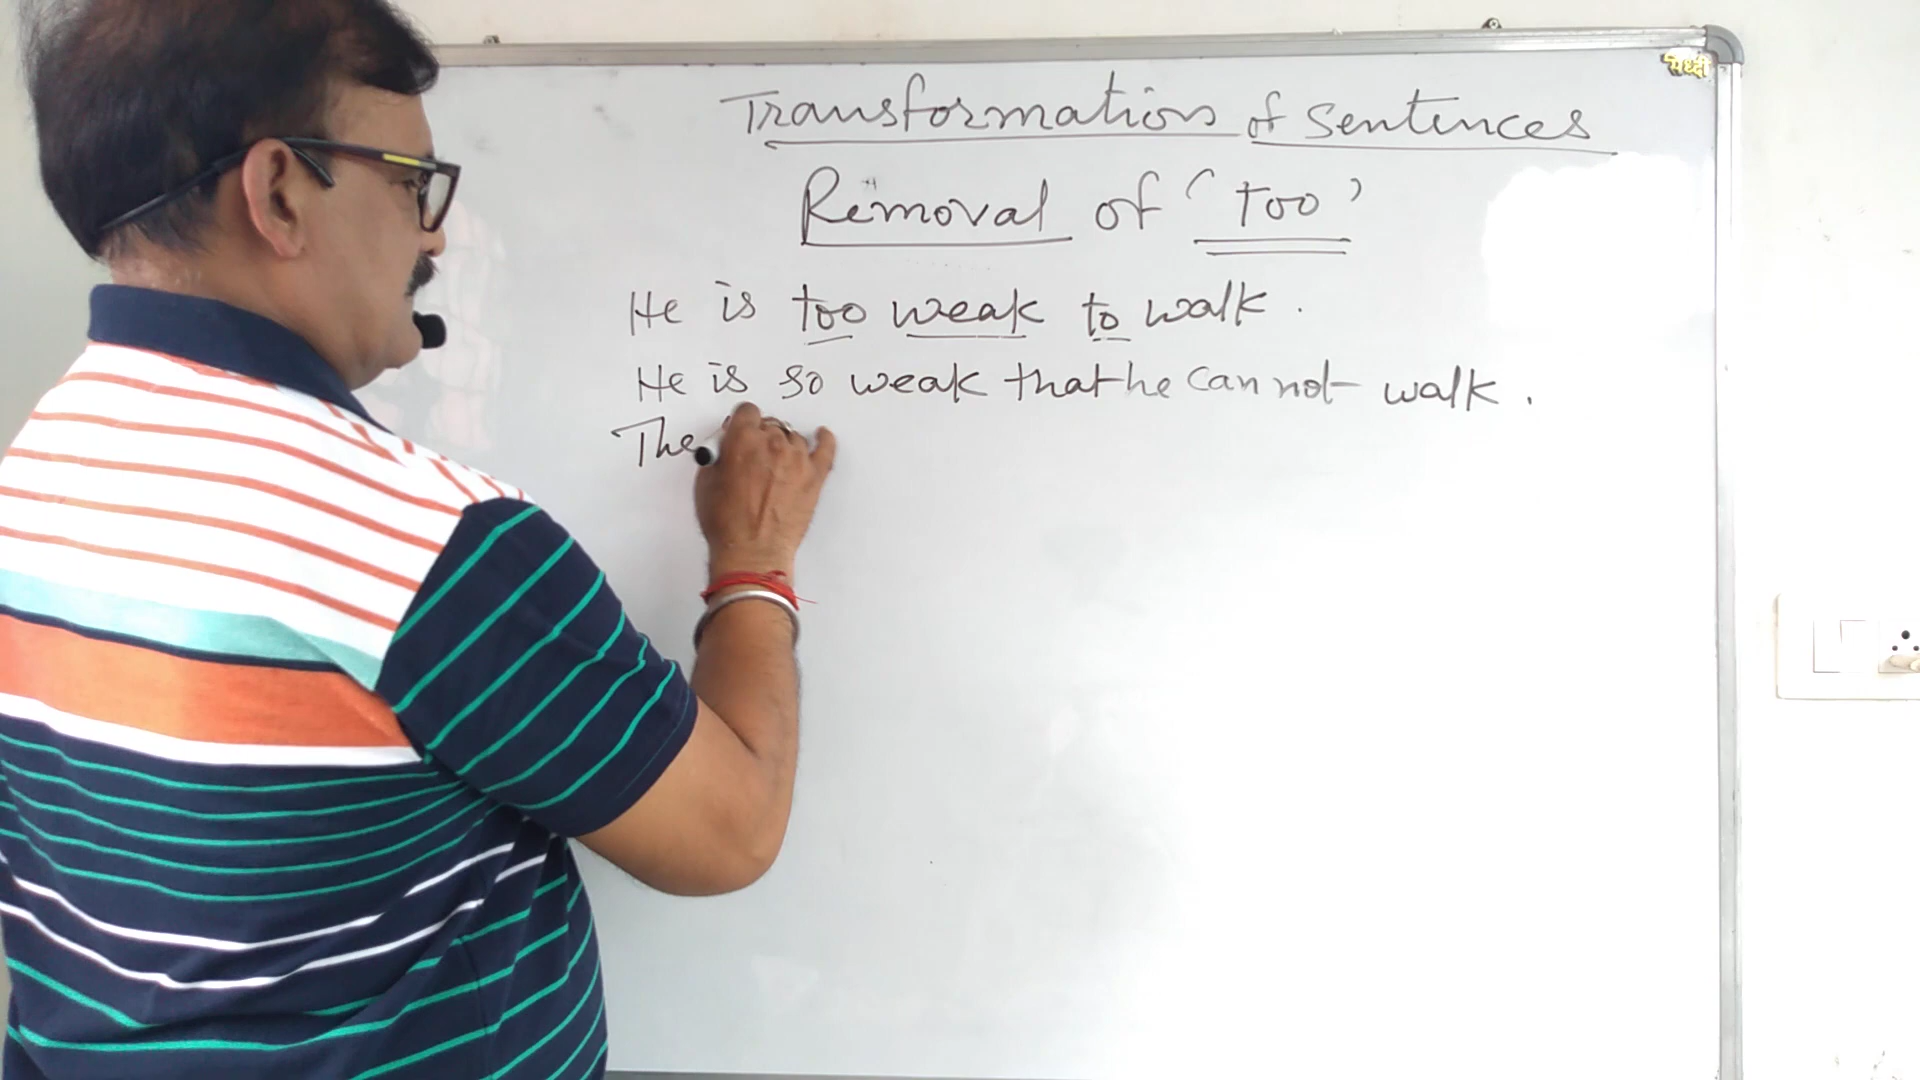 Transformation of Sentences
Removal of ‘too’
He is too weak to walk.
He is so weak that he can not walk.
The